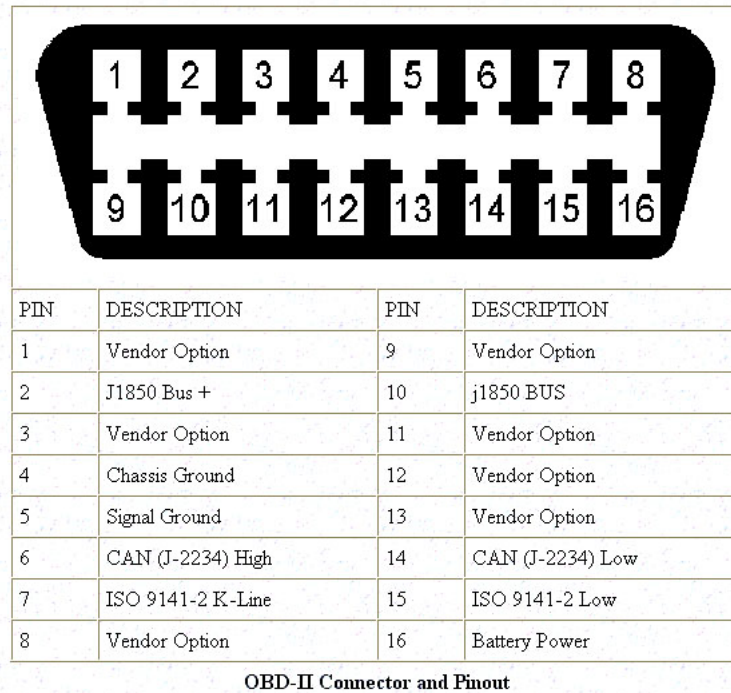 1 2 3 4 5 6 7 8
9 10 11 12 13 14 15 16
PIN DESCRIPTION PIN DESCRIPTION
1 Vendor Option 9 Vendor Option
2 J1850 Bus + 10 j1850 BUS
3 Vendor Option 11 Vendor Option
4 Chassis Ground 12 Vendor Option
5 Signal Ground 13 Vendor Option
6 CAN (J-2234) High 14 CAN (J-2234) Low
7 ISO 9141-2 K-Line 15 ISO 9141-2 Low
8 Vendor Option 16 Battery Power
OBD-II Connector and Pinout